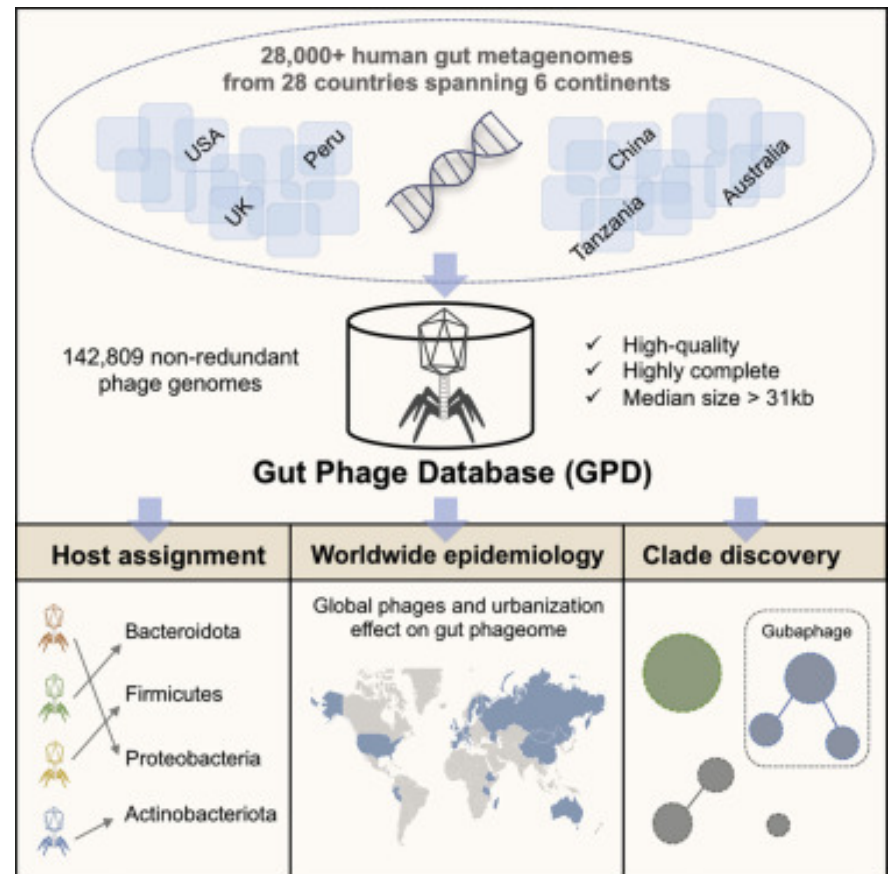 28,000+ human gut metagenomes
from 28 countries spanning 6 continents
USA
Peru
UK
China
Australia
Tanzania
142,809 non-redundant
phage genomes
✓ High-quality
✓ Highly complete
✓ Median size > 31kb
Gut Phage Database (GPD)
Host assignment
Bacteroidota
Firmicutes
Proteobacteria
Actinobacteriota
Worldwide epidemiology
Global phages and urbanization
effect on gut phageome
Clade discovery
Gubaphage